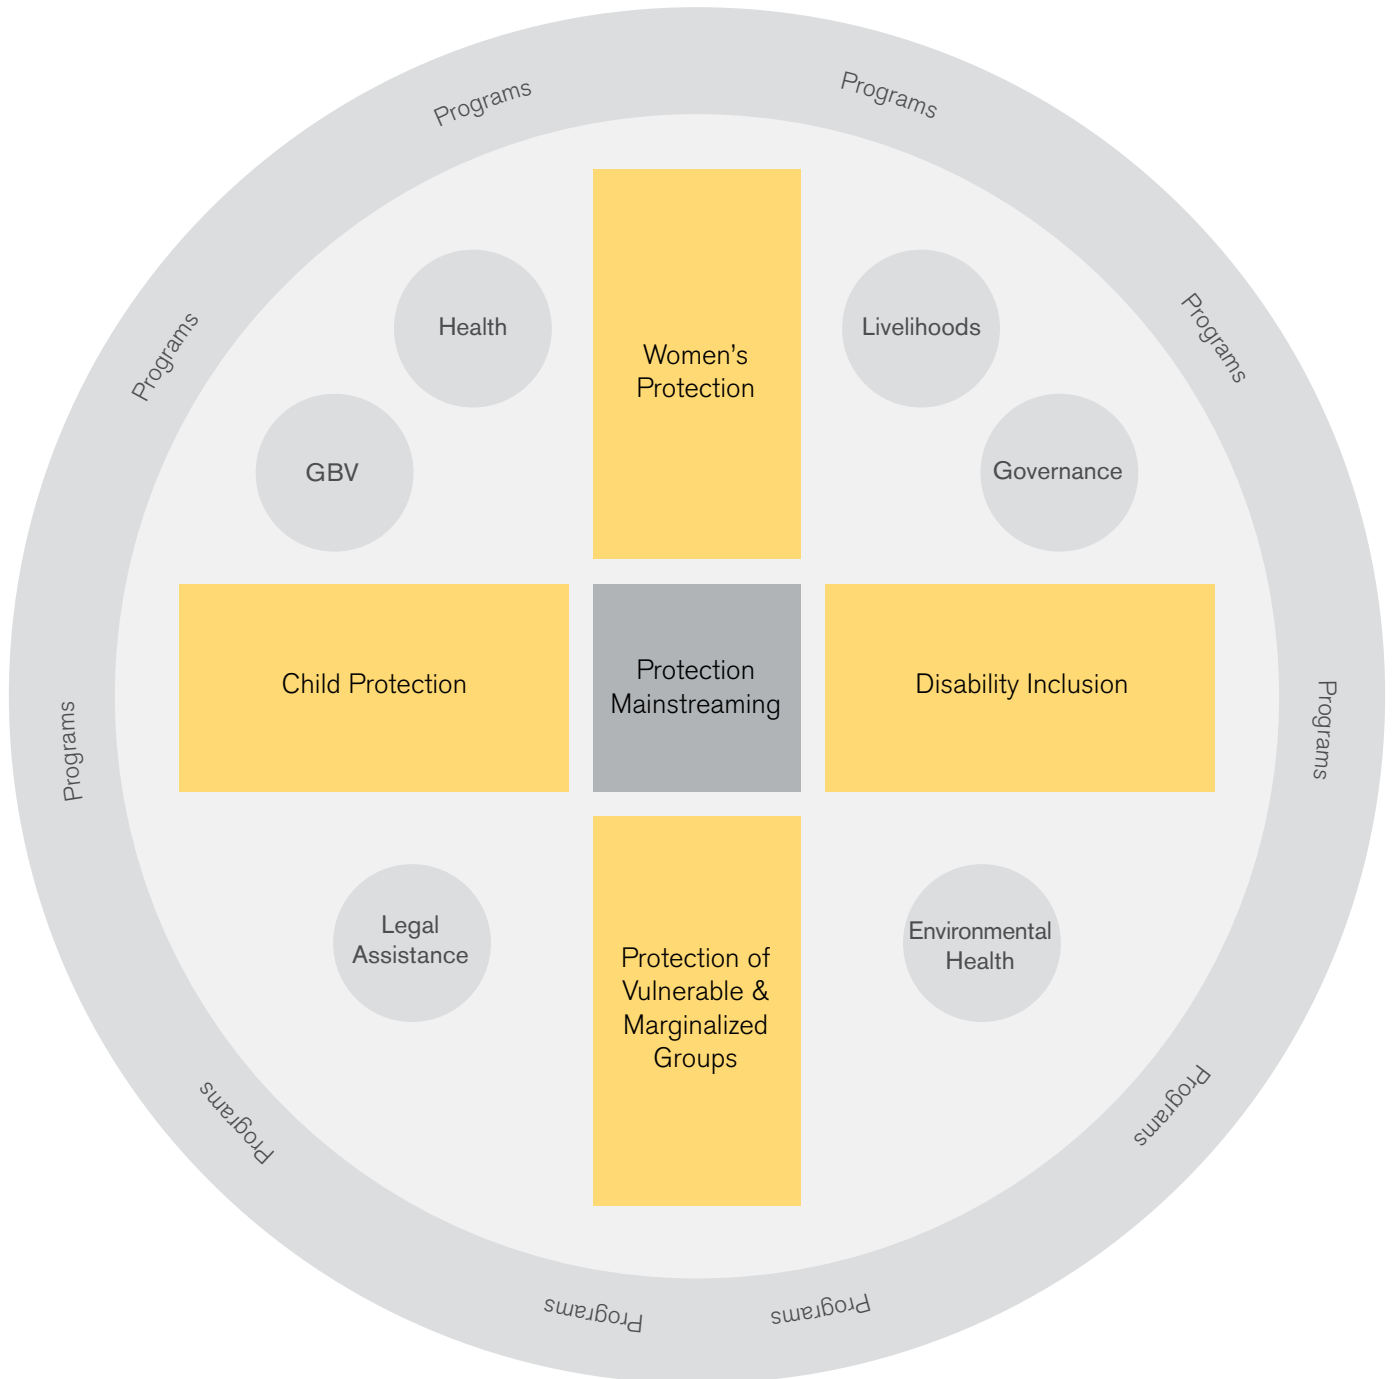 Programs
Programs
Programs
Programs
Health
Livelihoods
Women's
Protection
GBV
Governance
Child Protection
Protection
Mainstreaming
Disability Inclusion
Programs
Programs
Legal
Assistance
Protection of
Vulnerable &
Marginalized
Groups
Environmental
Health
Programs
Programs
Programs
Programs